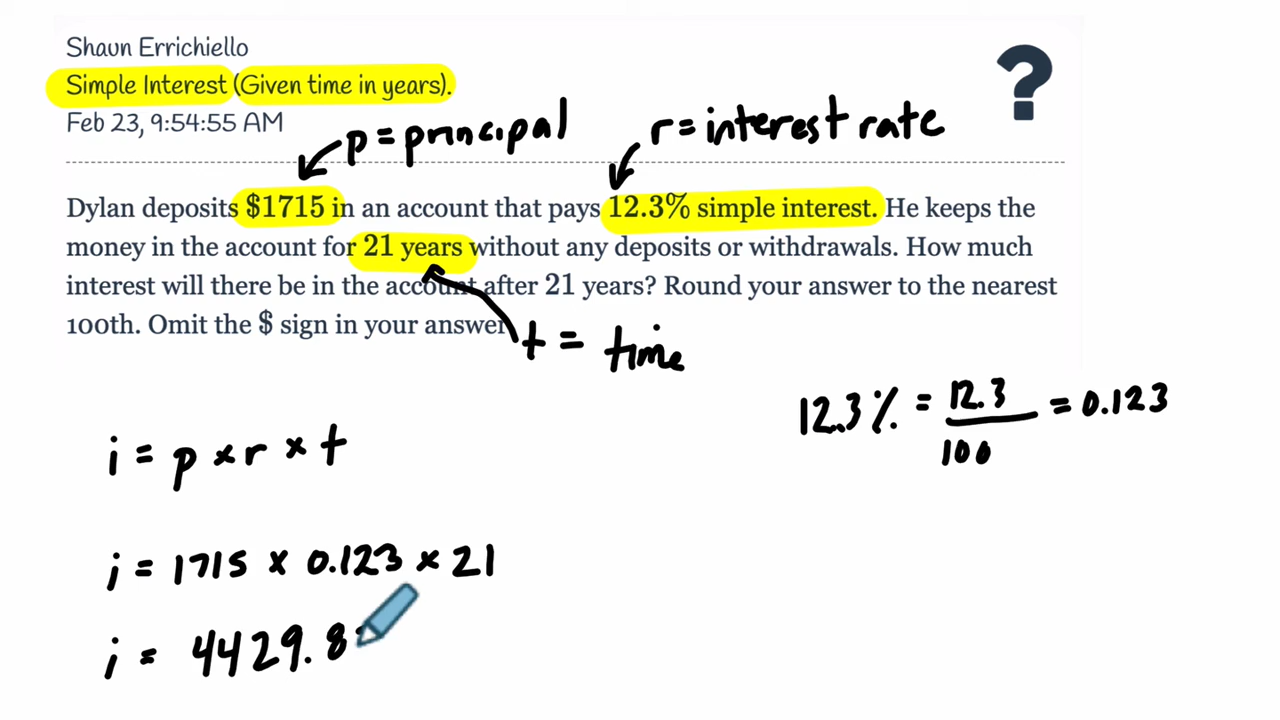 Shaun Errichiello
Simple Interest (Given time in years).
Feb 23, 9:54:55 AM
?
p = principal
r = interest rate
Dylan deposits $1715 in an account that pays 12.3% simple interest. He keeps the
money in the account for 21 years without any deposits or withdrawals. How much
interest will there be in the account after 21 years? Round your answer to the nearest
100th. Omit the $ sign in your answer
t = time
12.3% = 12.3 = 0.123
100
i = p × r × t
i = 1715 × 0.123 × 21
i = 4429.8